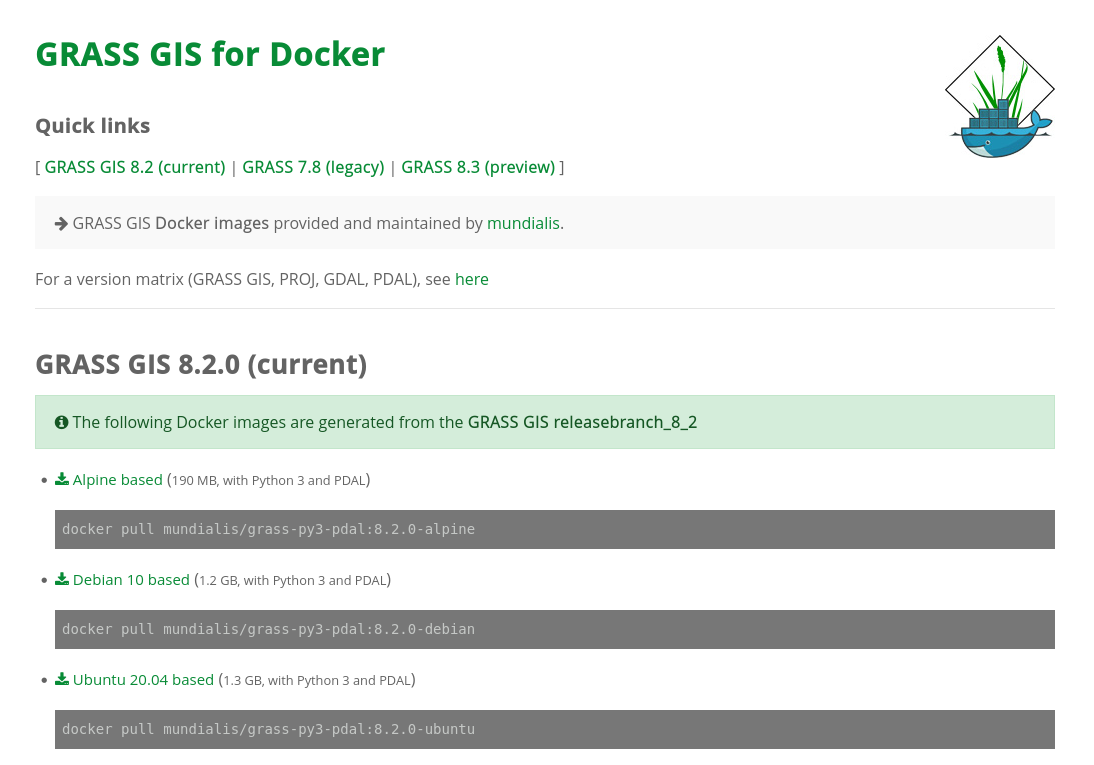 GRASS GIS for Docker
Quick links
[ GRASS GIS 8.2 (current) | GRASS 7.8 (legacy) | GRASS 8.3 (preview) ]
GRASS GIS Docker images provided and maintained by mundialis.
For a version matrix (GRASS GIS, PROJ, GDAL, PDAL), see here
GRASS GIS 8.2.0 (current)
The following Docker images are generated from the GRASS GIS releasebranch_8_2
Alpine based (190 MB, with Python 3 and PDAL)
docker pull mundialis/grass-py3-pdal:8.2.0-alpine
Debian 10 based (1.2 GB, with Python 3 and PDAL)
docker pull mundialis/grass-py3-pdal:8.2.0-debian
Ubuntu 20.04 based (1.3 GB, with Python 3 and PDAL)
docker pull mundialis/grass-py3-pdal:8.2.0-ubuntu